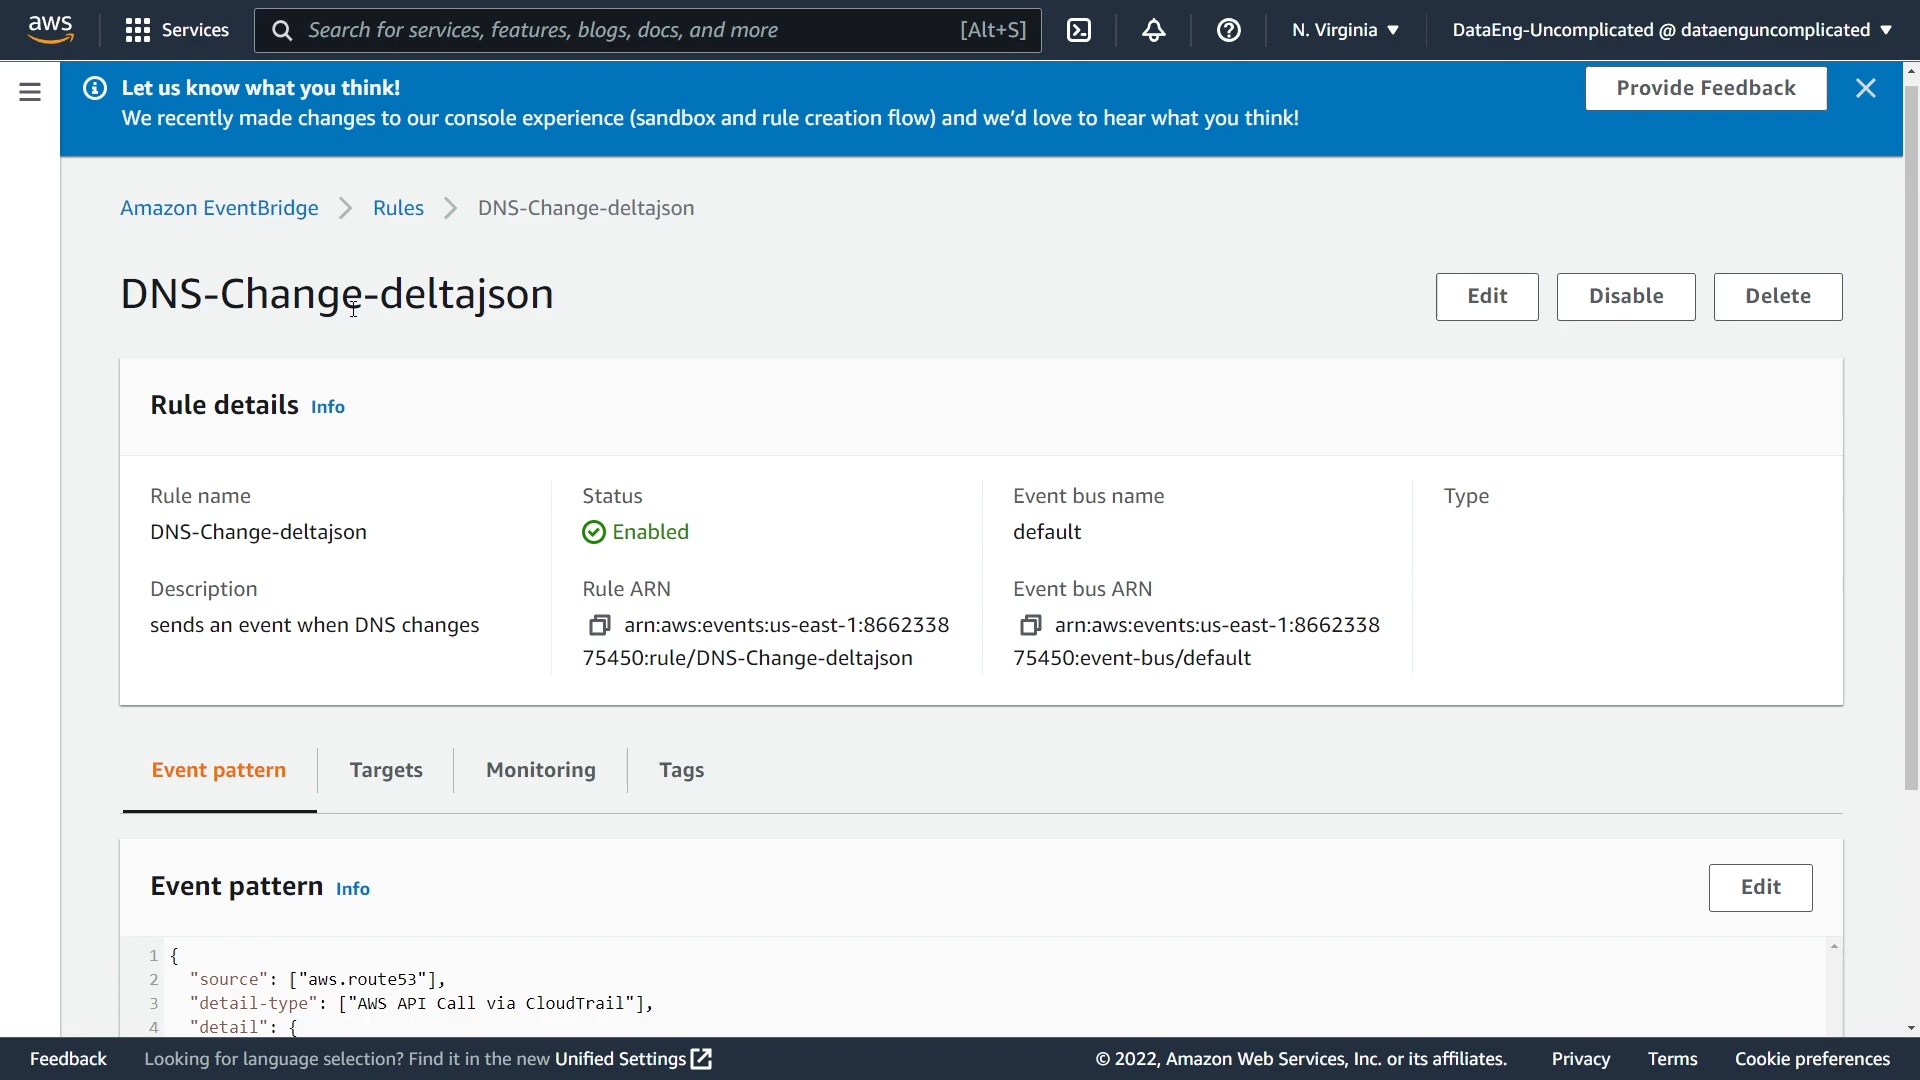 aws
Services
Search for services, features, blogs, docs, and more
[Alt+S]
N. Virginia
DataEng-Uncomplicated @ dataenguncomplicated
Let us know what you think!
We recently made changes to our console experience (sandbox and rule creation flow) and we'd love to hear what you think!
Provide Feedback
Amazon EventBridge
Rules
DNS-Change-deltajson
DNS-Change-deltajson
Edit
Disable
Delete
Rule details Info
Rule name
DNS-Change-deltajson
Description
sends an event when DNS changes
Status
Enabled
Rule ARN
arn:aws:events:us-east-1:8662338
75450:rule/DNS-Change-deltajson
Event bus name
default
Event bus ARN
arn:aws:events:us-east-1:8662338
75450:event-bus/default
Type
Event pattern
Targets
Monitoring
Tags
Event pattern Info
Edit
1 {
2 "source": ["aws.route53"],
3 "detail-type": ["AWS API Call via CloudTrail"],
4 "detail": {
Feedback
Looking for language selection? Find it in the new Unified Settings
© 2022, Amazon Web Services, Inc. or its affiliates.
Privacy
Terms
Cookie preferences